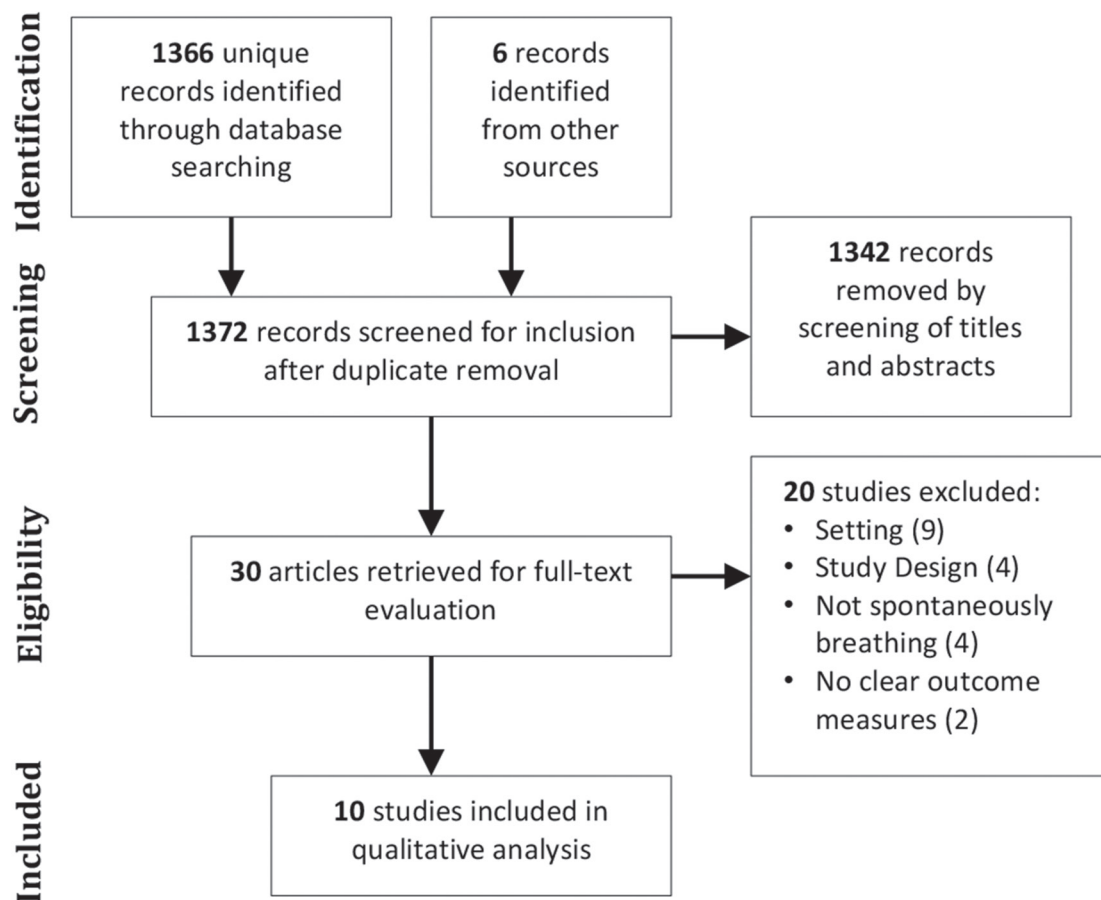 Identification
1366 unique
records identified
through database
searching
6 records
identified
from other
sources
Screening
1372 records screened for inclusion
after duplicate removal
1342 records
removed by
screening of titles
and abstracts
Eligibility
30 articles retrieved for full-text
evaluation
20 studies excluded:
• Setting (9)
• Study Design (4)
• Not spontaneously
breathing (4)
• No clear outcome
measures (2)
Included
10 studies included in
qualitative analysis